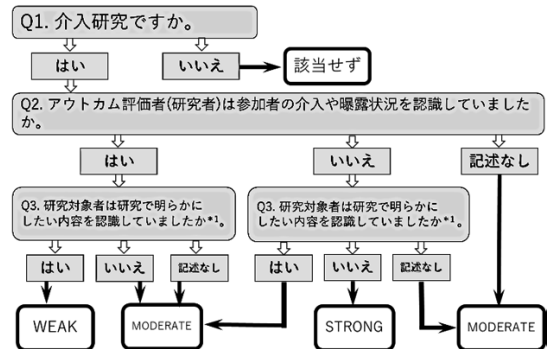 Q1. 介入研究ですか。
はい
いいえ
該当せず
Q2. アウトカム評価者(研究者)は参加者の介入や曝露状況を認識していました
か。
はい
いいえ
記述なし
Q3. 研究対象者は研究で明らかに
したい内容を認識していましたか*1。
Q3. 研究対象者は研究で明らかに
したい内容を認識していましたか*1。
はい
いいえ
記述なし
はい
いいえ
記述なし
WEAK
MODERATE
STRONG
MODERATE